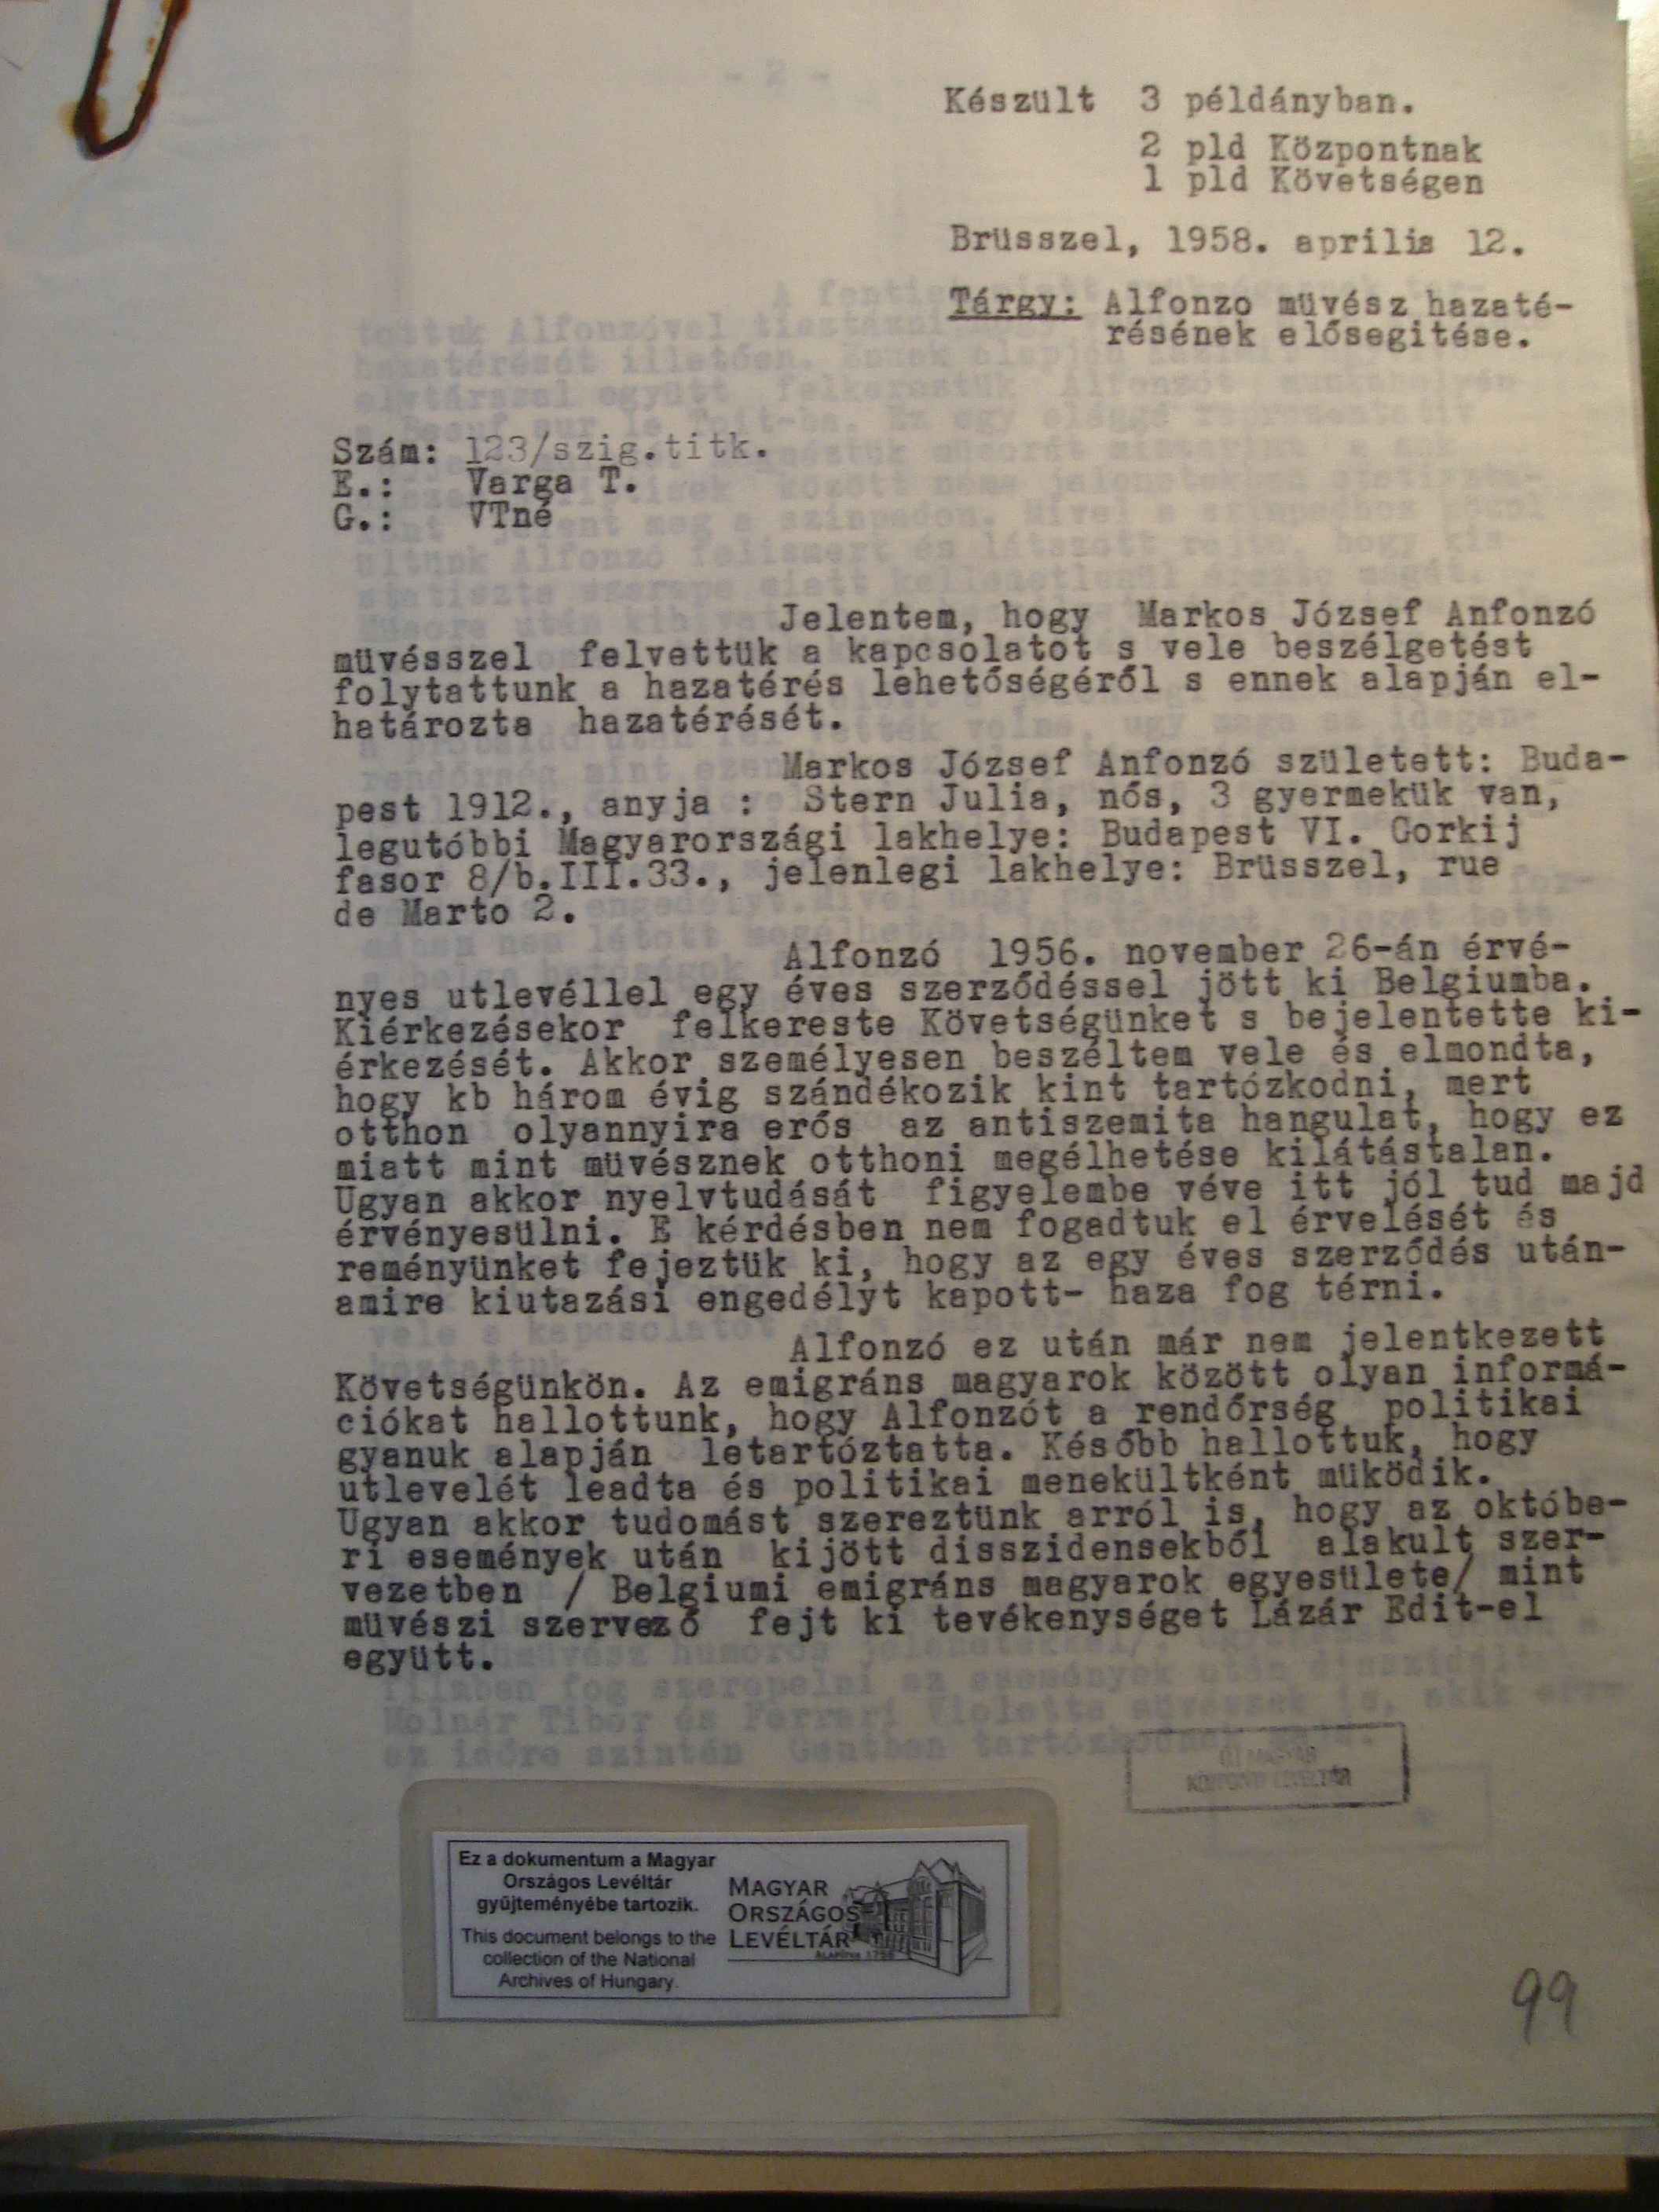 Készült 3 példányban.
2 pld Központnak
1 pld Követségen
Brüsszel, 1958. aprilis 12.
Tárgy: Alfonzo müvész hazaté-
résének elősegitése.
Szám: 123/szig.titk.
E.: Varga T.
G.: VTné
Jelentem, hogy Markos József Anfonzó
müvésszel felvettük a kapcsolatot s vele beszélgetést
folytattunk a hazatérés lehetőségéről s ennek alapján el-
határozta hazatérését.
Markos József Anfonzó született: Buda-
pest 1912., anyja : Stern Julia, nős, 3 gyermekük van,
legutóbbi Magyarországi lakhelye: Budapest VI. Gorkij
fasor 8/b.III.33., jelenlegi lakhelye: Brüsszel, rue
de Marto 2.
Alfonzó 1956. november 26-án érvé-
nyes utlevéllel egy éves szerződéssel jött ki Belgiumba.
Kiérkezésekor felkereste Követségünket s bejelentette ki-
érkezését. Akkor személyesen beszéltem vele és elmondta,
hogy kb három évig szándékozik kint tartózkodni, mert
otthon olyannyira erős az antiszemita hangulat, hogy ez
miatt mint müvésznek otthoni megélhetése kilátástalan.
Ugyan akkor nyelvtudását figyelembe véve itt jól tud majd
érvényesülni. E kérdésben nem fogadtuk el érvelését és
reményünket fejeztük ki, hogy az egy éves szerződés után-
amire kiutazási engedélyt kapott- haza fog térni.
Alfonzó ez után már nem jelentkezett
Követségünkön. Az emigráns magyarok között olyan informá-
ciókat hallottunk, hogy Alfonzót a rendőrség politikai
gyanuk alapján letartóztatta. Később hallottuk, hogy
utlevelét leadta és politikai menekültként müködik.
Ugyan akkor tudomást szereztünk arról is, hogy az októbe-
ri események után kijött disszidensekből alakult szer-
vezetben / Belgiumi emigráns magyarok egyesülete/ mint
müvészi szervező fejt ki tevékenységet Lázár Edit-el
együtt.
ÚJ MAGYAR
KÖZPONTI LEVÉLTÁR
Ez a dokumentum a Magyar
Országos Levéltár
gyűjteményébe tartozik.
This document belongs to the
collection of the National
Archives of Hungary.
MAGYAR
ORSZÁGOS
LEVÉLTÁR
99